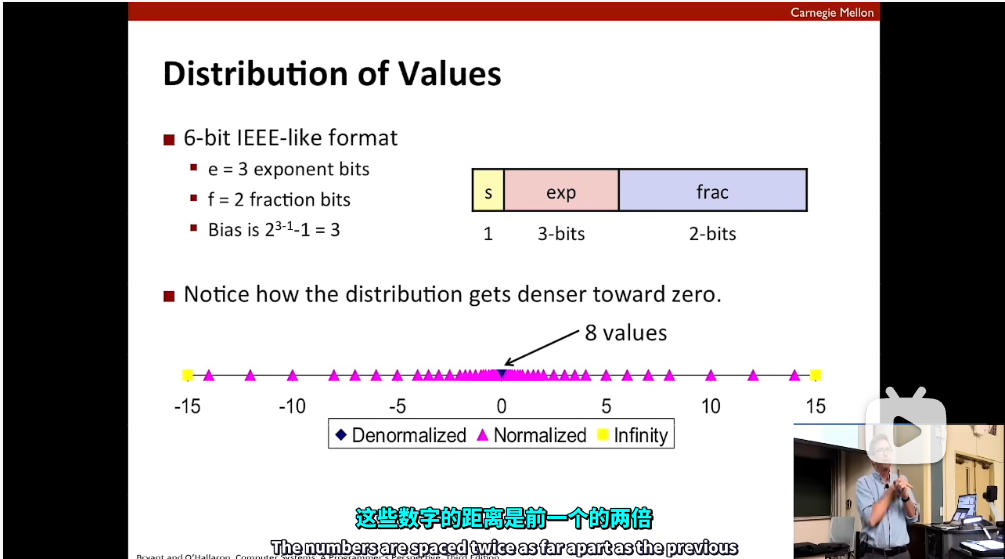 Carnegie Mellon
Distribution of Values
6-bit IEEE-like format
e = 3 exponent bits
f = 2 fraction bits
Bias is 2³⁻¹-1 = 3
s exp frac
1 3-bits 2-bits
Notice how the distribution gets denser toward zero.
8 values
-15 -10 -5 0 5 10 15
Denormalized Normalized Infinity
这些数字的距离是前一个的两倍
The numbers are spaced twice as far apart as the previous
Bryant and O'Hallaron, Computer Systems: A Programmer's Perspective, Third Edition